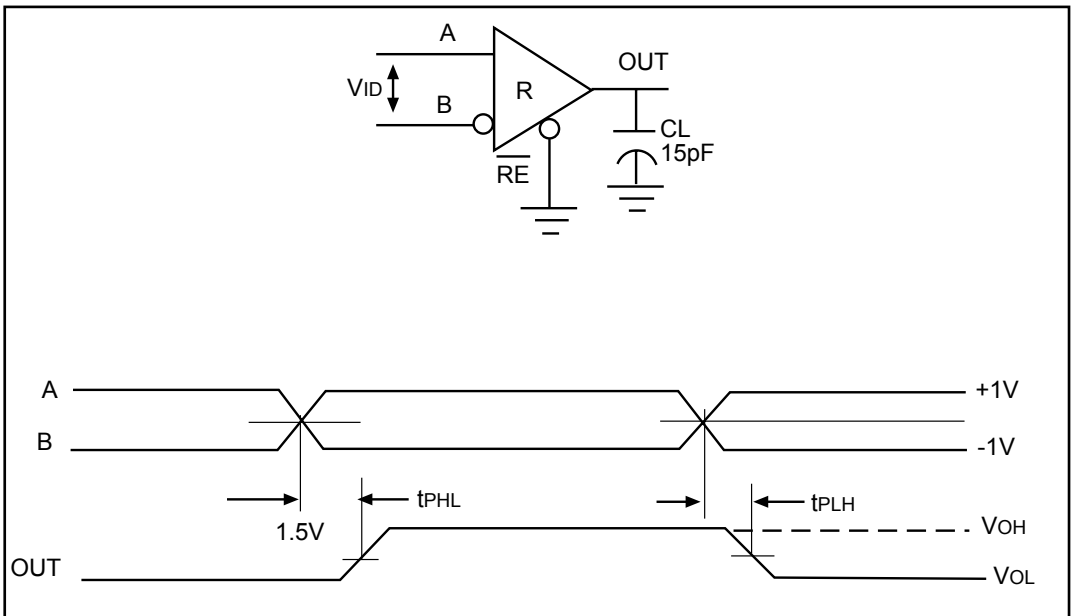 A
OUT
VID
R
B
CL
15pF
RE
A
+1V
B
-1V
tPHL
tPLH
1.5V
VOH
OUT
VOL